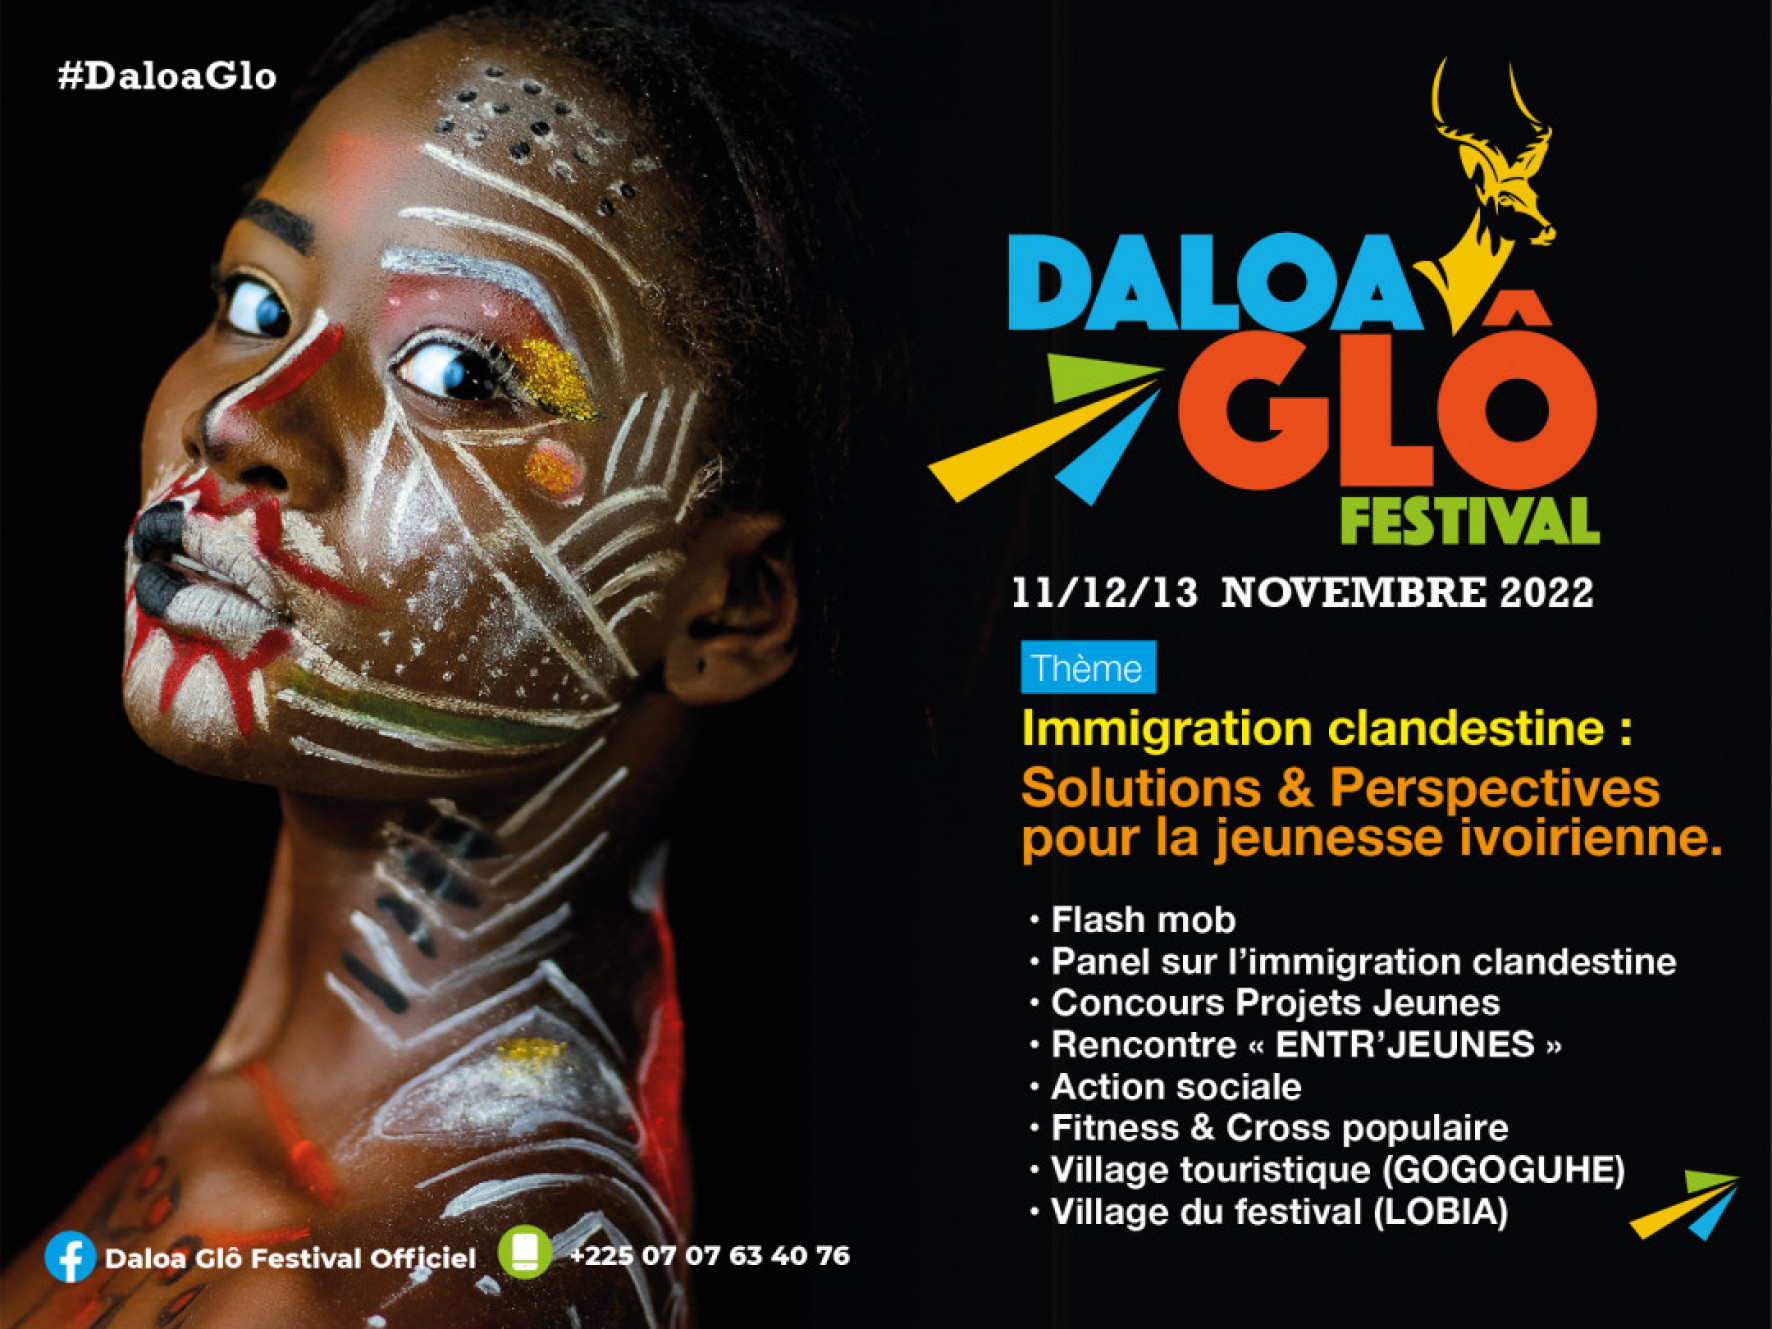 #DaloaGlo
DALOA
GLÔ
FESTIVAL
11/12/13 NOVEMBRE 2022
Thème
Immigration clandestine :
Solutions & Perspectives
pour la jeunesse ivoirienne.
• Flash mob
• Panel sur l’immigration clandestine
• Concours Projets Jeunes
• Rencontre « ENTR’JEUNES »
• Action sociale
• Fitness & Cross populaire
• Village touristique (GOGOGUHE)
• Village du festival (LOBIA)
Daloa Glô Festival Officiel +225 07 07 63 40 76